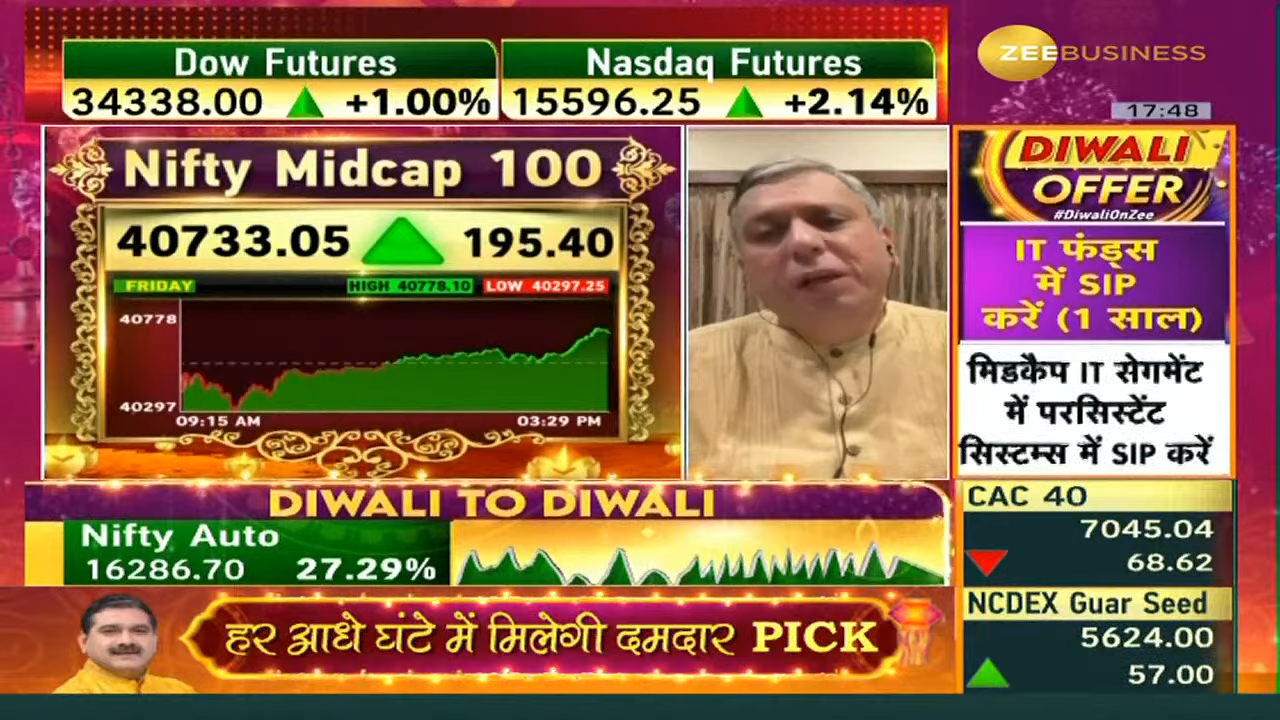 Dow Futures
34338.00 +1.00%
Nasdaq Futures
15596.25 +2.14%
ZEEBUSINESS
17:48
Nifty Midcap 100
40733.05 195.40
FRIDAY HIGH 40778.10 LOW 40297.25
40778
40297
09:15 AM 03:29 PM
DIWALI
OFFER
#DiwaliOnZee
IT फंड्स
में SIP
करें (1 साल)
मिडकैप IT सेगमेंट
में परसिस्टेंट
सिस्टम्स में SIP करें
DIWALI TO DIWALI
Nifty Auto
16286.70 27.29%
CAC 40
7045.04
68.62
NCDEX Guar Seed
5624.00
57.00
हर आधे घंटे में मिलेगी दमदार PICK